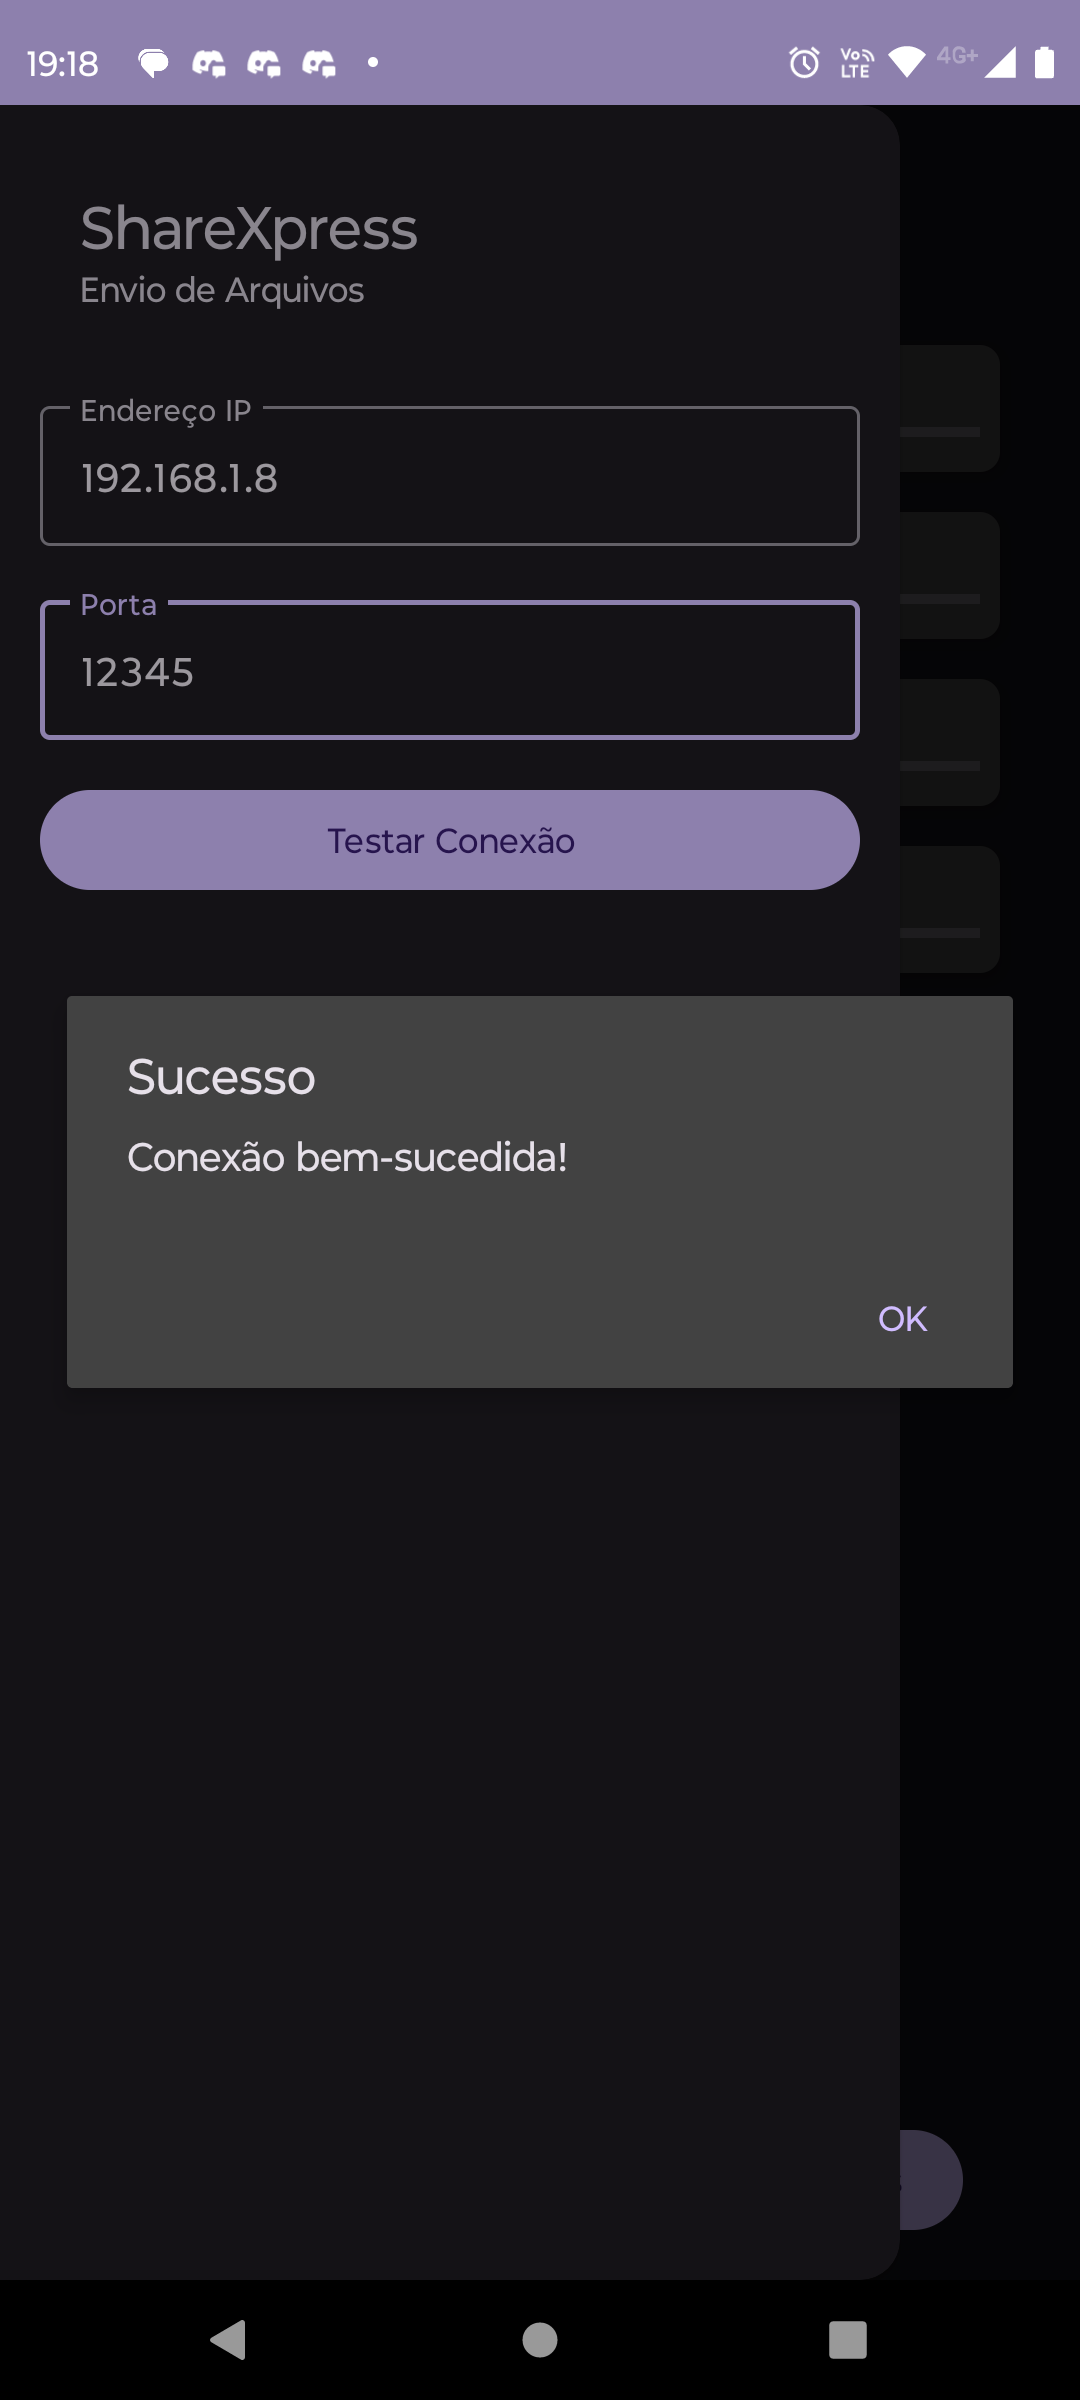 19:18
Vo LTE 4G+
ShareXpress
Envio de Arquivos
Endereço IP
192.168.1.8
Porta
12345
Testar Conexão
Sucesso
Conexão bem-sucedida!
OK